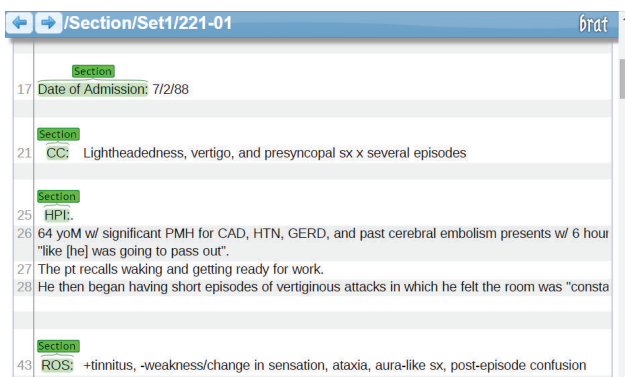 /Section/Set1/221-01 brat
Section
17 Date of Admission: 7/2/88
Section
21 CC: Lightheadedness, vertigo, and presyncopal sx x several episodes
Section
25 HPI:.
26 64 yoM w/ significant PMH for CAD, HTN, GERD, and past cerebral embolism presents w/ 6 hour
"like [he] was going to pass out".
27 The pt recalls waking and getting ready for work.
28 He then began having short episodes of vertiginous attacks in which he felt the room was "consta
Section
43 ROS: +tinnitus, -weakness/change in sensation, ataxia, aura-like sx, post-episode confusion